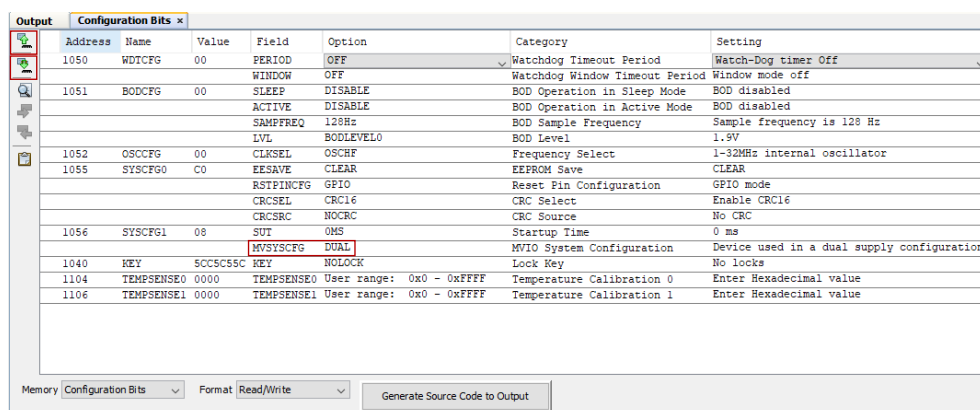 Output Configuration Bits ×
Address Name Value Field Option Category Setting
1050 WDTCFG 00 PERIOD OFF Watchdog Timeout Period Watch-Dog timer Off
WINDOW OFF Watchdog Window Timeout Period Window mode off
1051 BODCFG 00 SLEEP DISABLE BOD Operation in Sleep Mode BOD disabled
ACTIVE DISABLE BOD Operation in Active Mode BOD disabled
SAMPFREQ 128Hz BOD Sample Frequency Sample frequency is 128 Hz
LVL BODLEVEL0 BOD Level 1.9V
1052 OSCCFG 00 CLKSEL OSCHF Frequency Select 1-32MHz internal oscillator
1055 SYSCFG0 C0 EESAVE CLEAR EEPROM Save CLEAR
RSTPINCFG GPIO Reset Pin Configuration GPIO mode
CRCSEL CRC16 CRC Select Enable CRC16
CRCSRC NOCRC CRC Source No CRC
1056 SYSCFG1 08 SUT 0MS Startup Time 0 ms
MVSYSCFG DUAL MVIO System Configuration Device used in a dual supply configuration
1040 KEY 5CC5C55C KEY NOLOCK Lock Key No locks
1104 TEMPSENSE0 0000 TEMPSENSE0 User range: 0x0 - 0xFFFF Temperature Calibration 0 Enter Hexadecimal value
1106 TEMPSENSE1 0000 TEMPSENSE1 User range: 0x0 - 0xFFFF Temperature Calibration 1 Enter Hexadecimal value
Memory Configuration Bits Format Read/Write Generate Source Code to Output